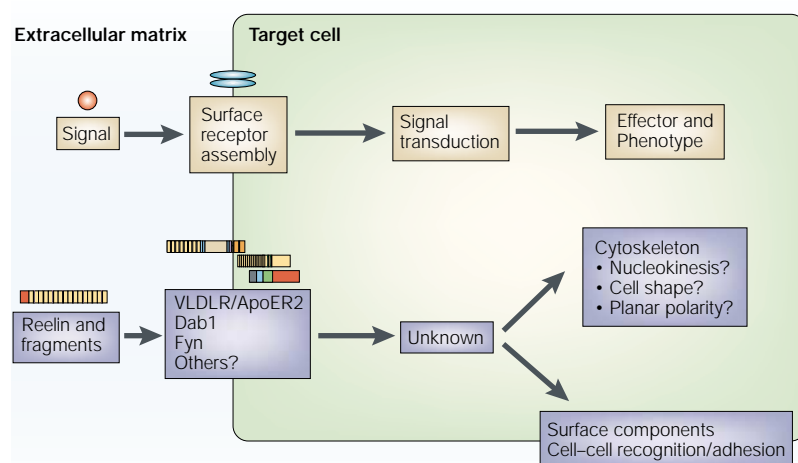 Extracellular matrix
Target cell
Signal
Surface
receptor
assembly
Signal
transduction
Effector and
Phenotype
Reelin and
fragments
VLDLR/ApoER2
Dab1
Fyn
Others?
Unknown
Cytoskeleton
• Nucleokinesis?
• Cell shape?
• Planar polarity?
Surface components
Cell–cell recognition/adhesion